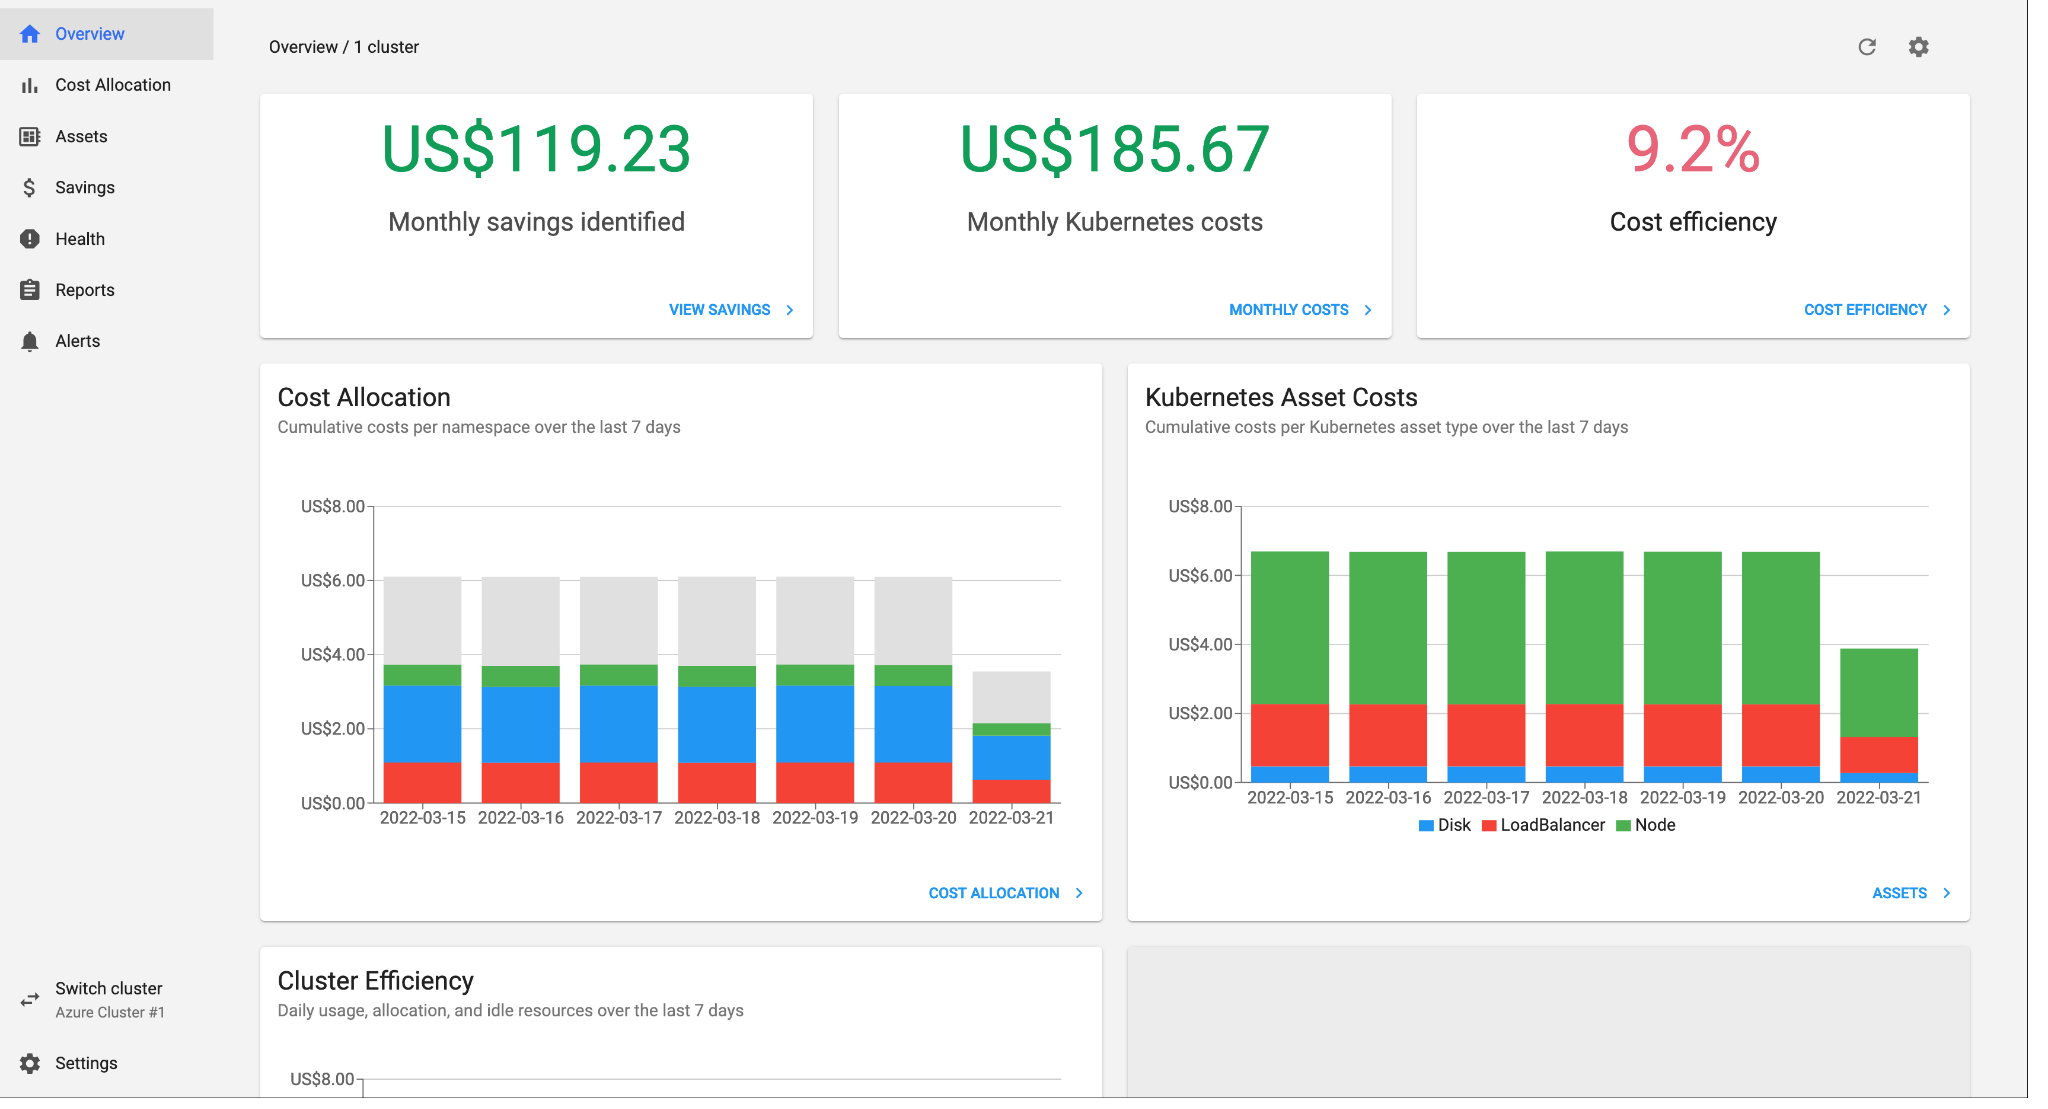 Overview
Cost Allocation
Assets
Savings
Health
Reports
Alerts
Switch cluster
Azure Cluster #1
Settings
Overview / 1 cluster
US$119.23
Monthly savings identified
VIEW SAVINGS
US$185.67
Monthly Kubernetes costs
MONTHLY COSTS
9.2%
Cost efficiency
COST EFFICIENCY
Cost Allocation
Cumulative costs per namespace over the last 7 days
US$8.00
US$6.00
US$4.00
US$2.00
US$0.00
2022-03-15 2022-03-16 2022-03-17 2022-03-18 2022-03-19 2022-03-20 2022-03-21
COST ALLOCATION
Kubernetes Asset Costs
Cumulative costs per Kubernetes asset type over the last 7 days
US$8.00
US$6.00
US$4.00
US$2.00
US$0.00
2022-03-15 2022-03-16 2022-03-17 2022-03-18 2022-03-19 2022-03-20 2022-03-21
Disk LoadBalancer Node
ASSETS
Cluster Efficiency
Daily usage, allocation, and idle resources over the last 7 days
US$8.00